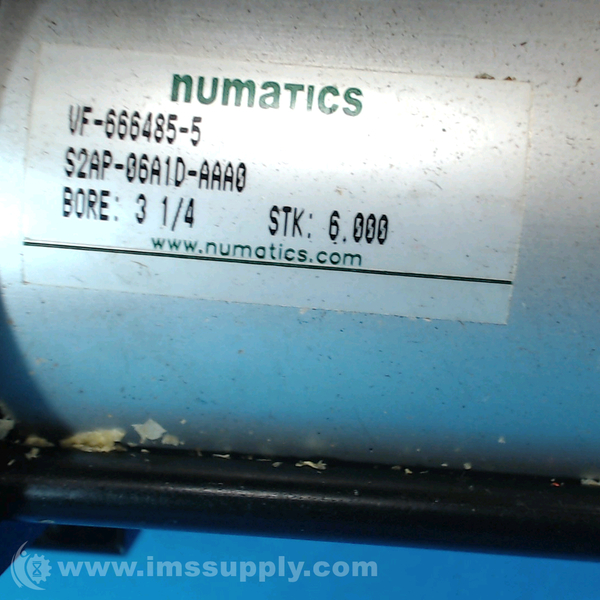 numatics
VF-666485-5
S2AP-06A1D-AAA0
BORE: 3 1/4 STK: 6.000
www.numatics.com
www.imssupply.com